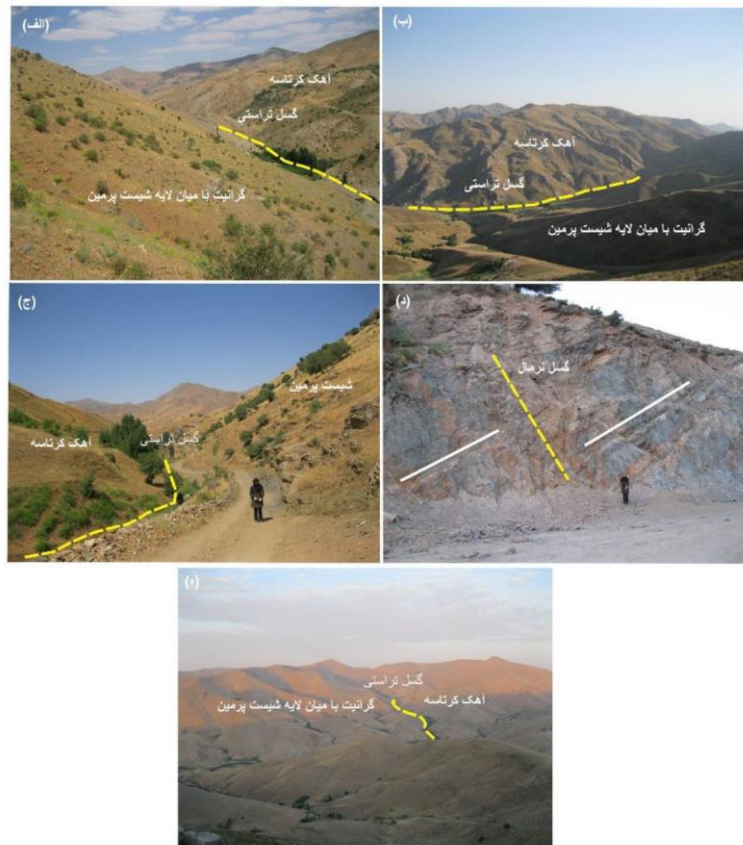 (الف)
آهک کرتاسه
گسل تراستی
گرانیت با میان لایه شیست پرمین
(ب)
آهک کرتاسه
گسل تراستی
گرانیت با میان لایه شیست پرمین
(ج)
شیست پرمین
گسل تراستی
آهک کرتاسه
(د)
گسل نرمال
(ه)
گسل تراستی
آهک کرتاسه
گرانیت با میان لایه شیست پرمین